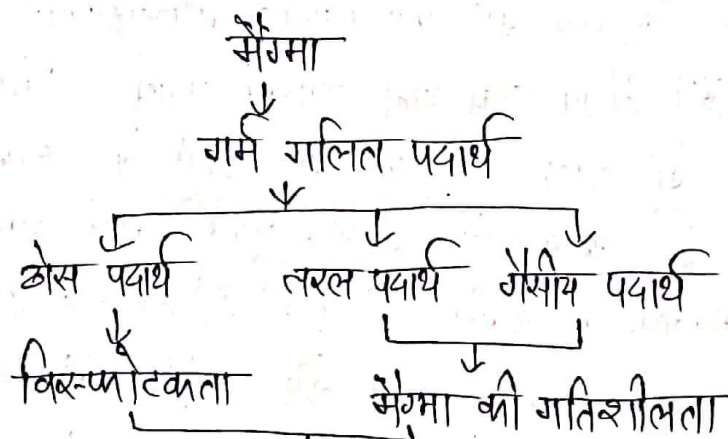 मैग्मा
गर्म गलित पदार्थ
ठोस पदार्थ तरल पदार्थ गैसीय पदार्थ
विस्फोटकता मैग्मा की गतिशीलता